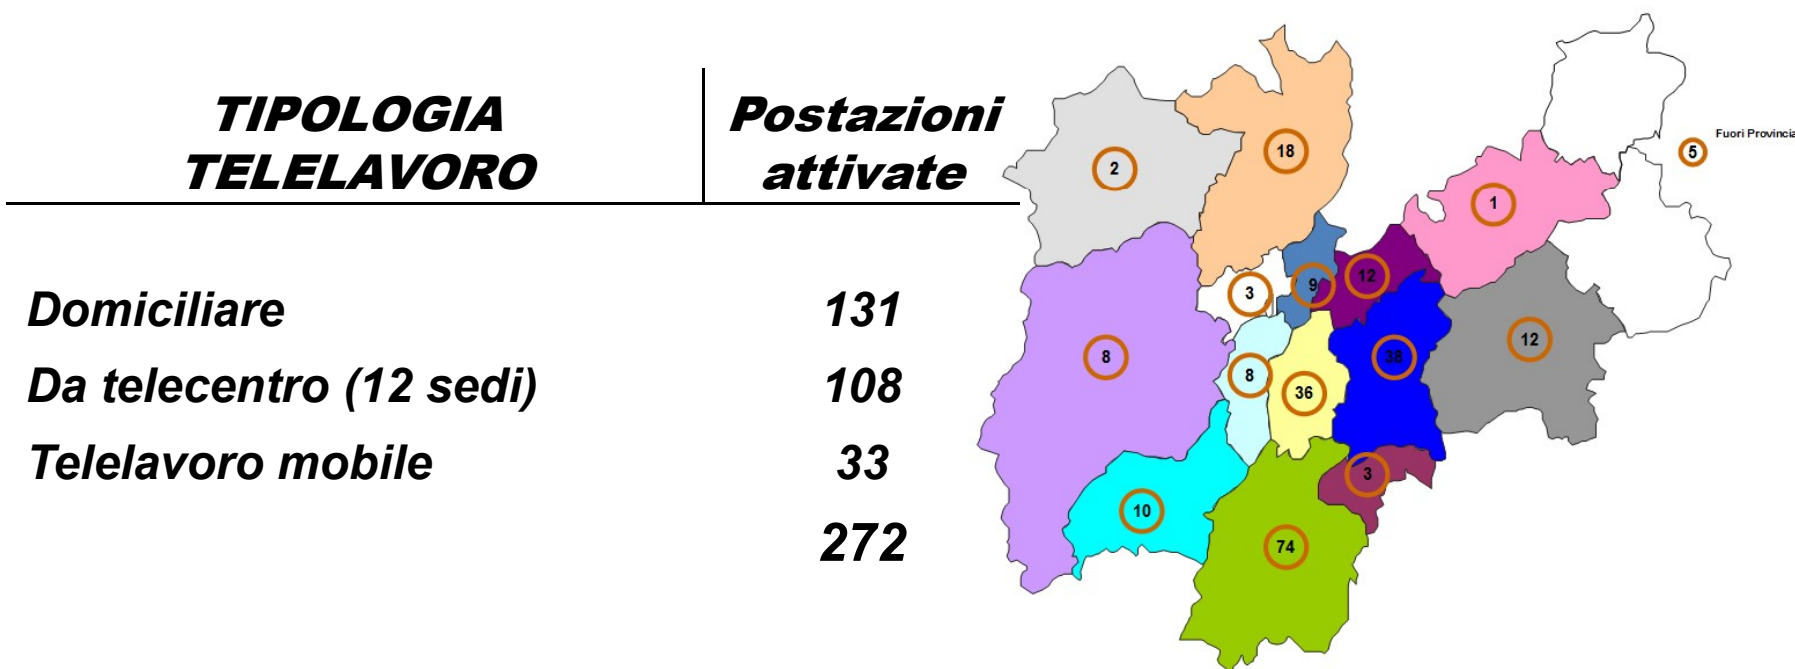 TIPOLOGIA
TELELAVORO
Postazioni
attivate
Domiciliare 131
Da telecentro (12 sedi) 108
Telelavoro mobile 33
272
18
2
5 Fuori Provincia
1
12
9
3
12
8
38
8
36
3
10
74